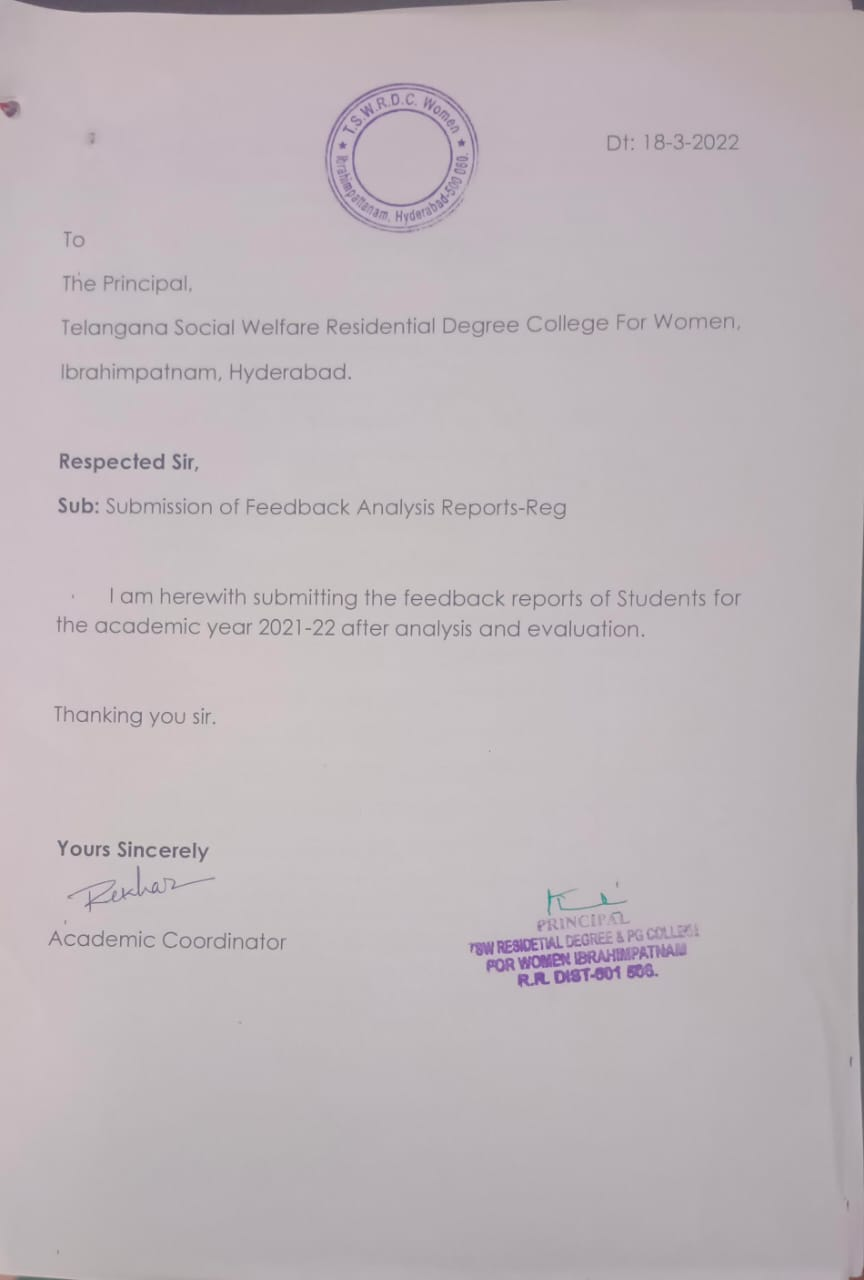 ★ T.S.W.R.D.C. Women ★
Ibrahimpattanam, Hyderabad-500 060.
Dt: 18-3-2022
To
The Principal,
Telangana Social Welfare Residential Degree College For Women,
Ibrahimpatnam, Hyderabad.
Respected Sir,
Sub: Submission of Feedback Analysis Reports-Reg
I am herewith submitting the feedback reports of Students for
the academic year 2021-22 after analysis and evaluation.
Thanking you sir.
Yours Sincerely
Academic Coordinator
PRINCIPAL
TSW RESIDETIAL DEGREE & PG COLLEGE
FOR WOMEN IBRAHIMPATNAM
R.R. DIST-501 506.